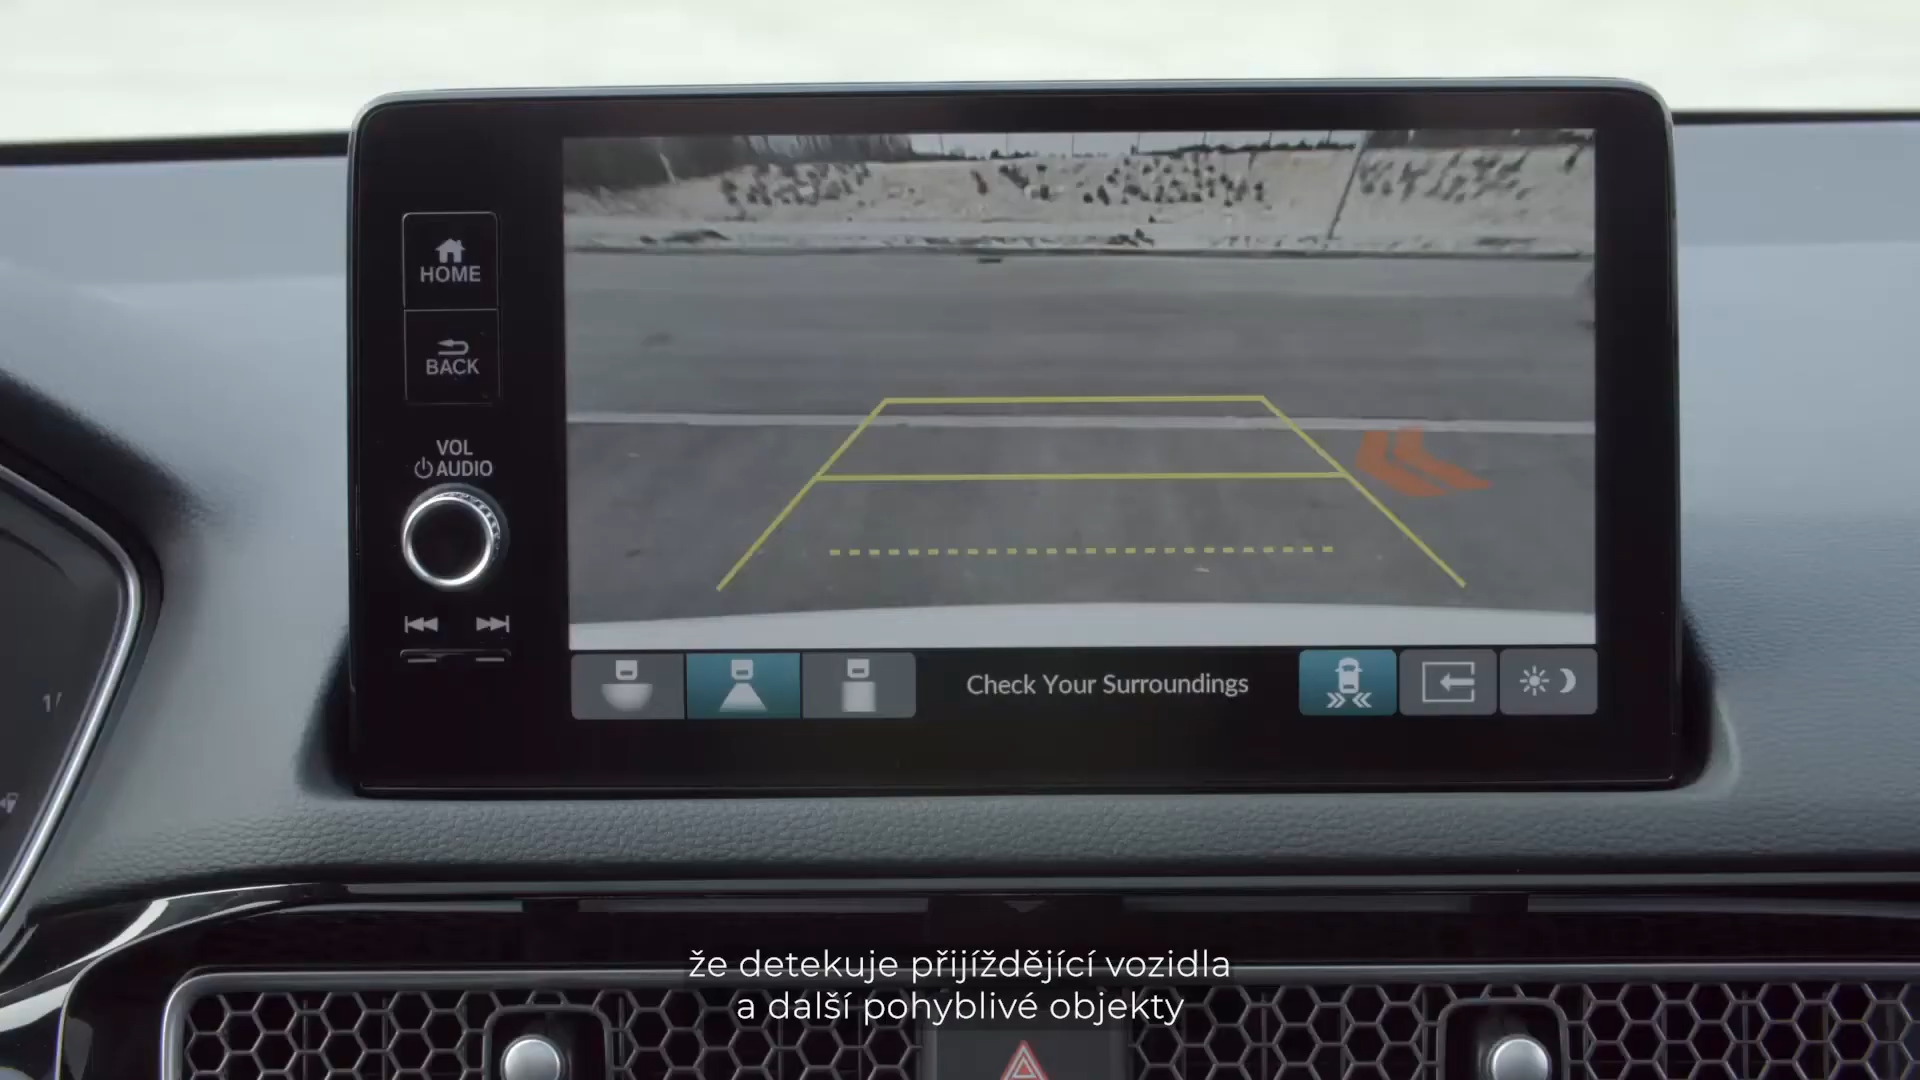 HOME
BACK
VOL
AUDIO
Check Your Surroundings
že detekuje přijíždějící vozidla
a další pohyblivé objekty